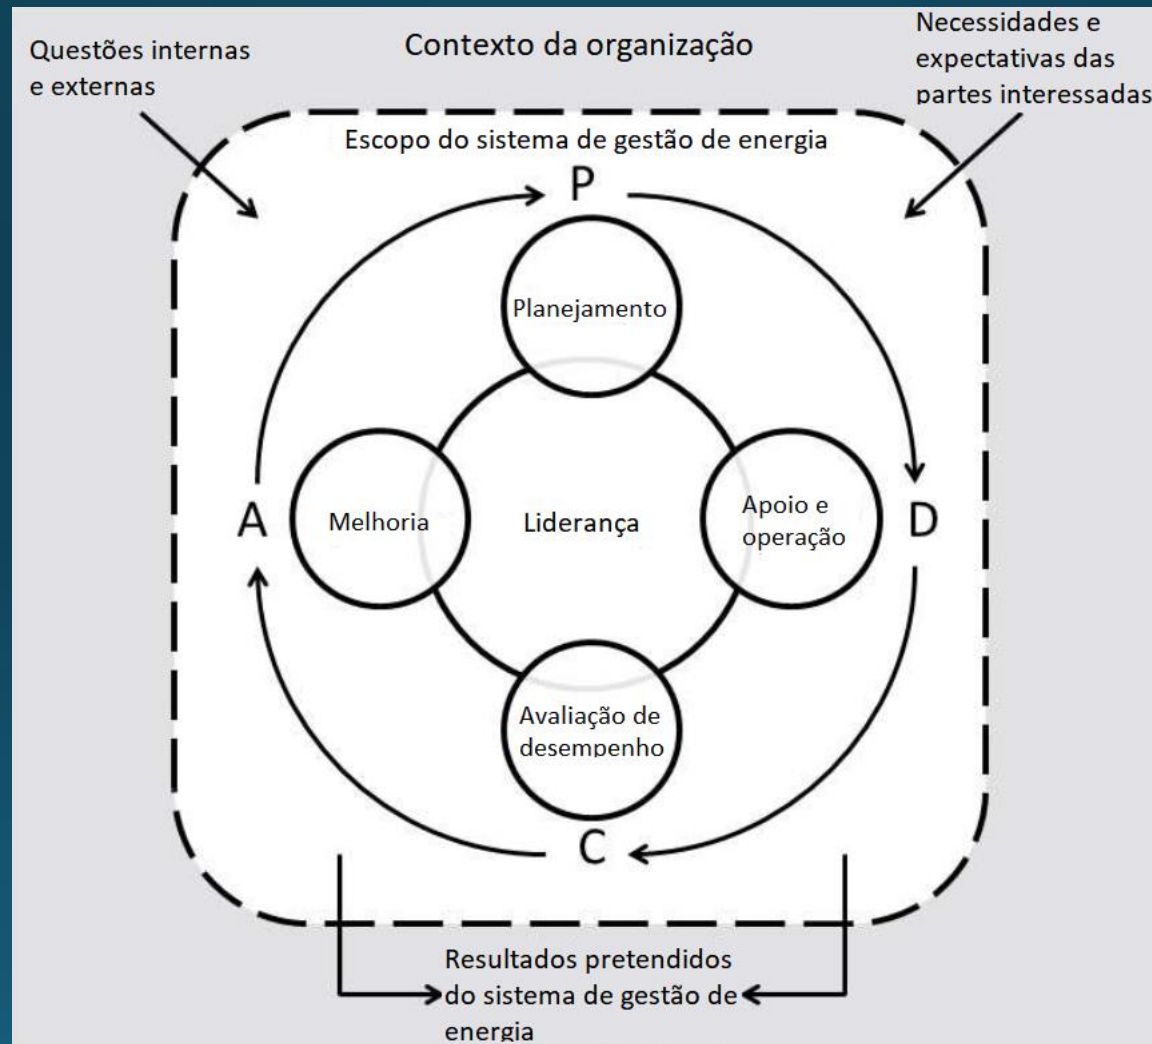 Questões internas
e externas
Contexto da organização
Necessidades e
expectativas das
partes interessadas
Escopo do sistema de gestão de energia
P
Planejamento
A
Melhoria
Liderança
Apoio e
operação
D
Avaliação de
desempenho
C
Resultados pretendidos
do sistema de gestão de
energia